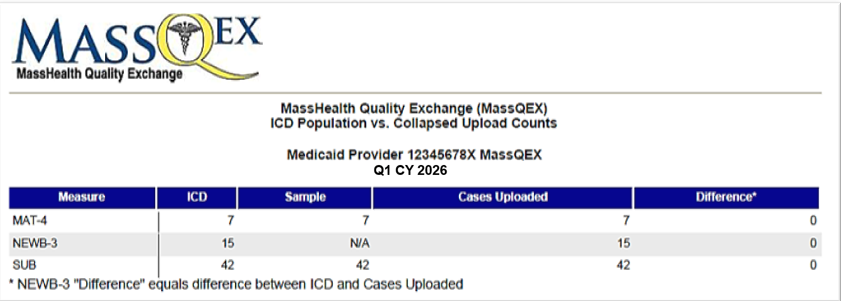 MASSQEX
MassHealth Quality Exchange
MassHealth Quality Exchange (MassQEX)
ICD Population vs. Collapsed Upload Counts
Medicaid Provider 12345678X MassQEX
Q1 CY 2026
Measure ICD Sample Cases Uploaded Difference*
MAT-4 7 7 7 0
NEWB-3 15 N/A 15 0
SUB 42 42 42 0
* NEWB-3 "Difference" equals difference between ICD and Cases Uploaded